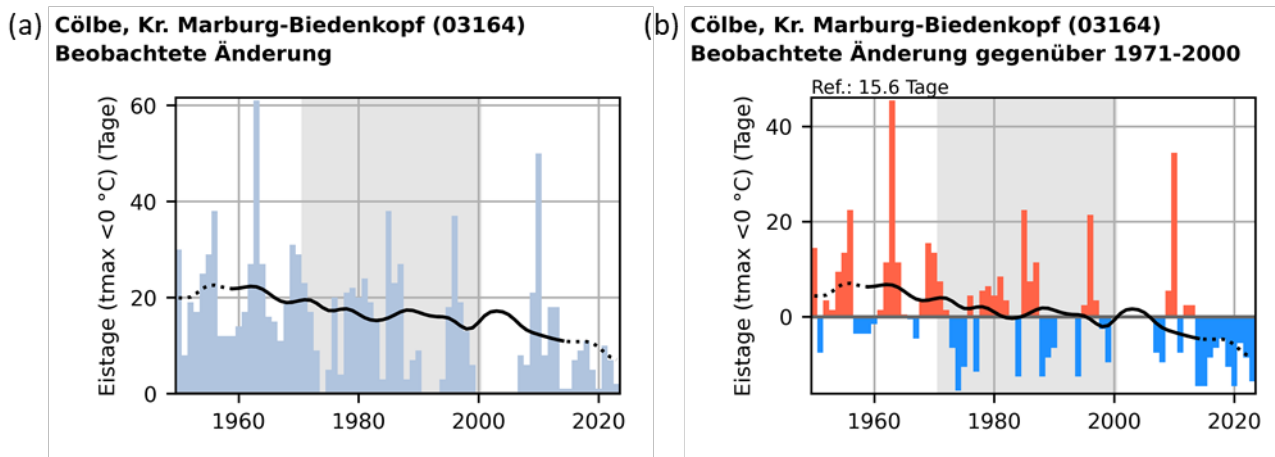 (a) Cölbe, Kr. Marburg-Biedenkopf (03164)
Beobachtete Änderung
Eistage (tmax <0 °C) (Tage)
60
40
20
0
1960 1980 2000 2020
(b) Cölbe, Kr. Marburg-Biedenkopf (03164)
Beobachtete Änderung gegenüber 1971-2000
Ref.: 15.6 Tage
Eistage (tmax <0 °C) (Tage)
40
20
0
1960 1980 2000 2020